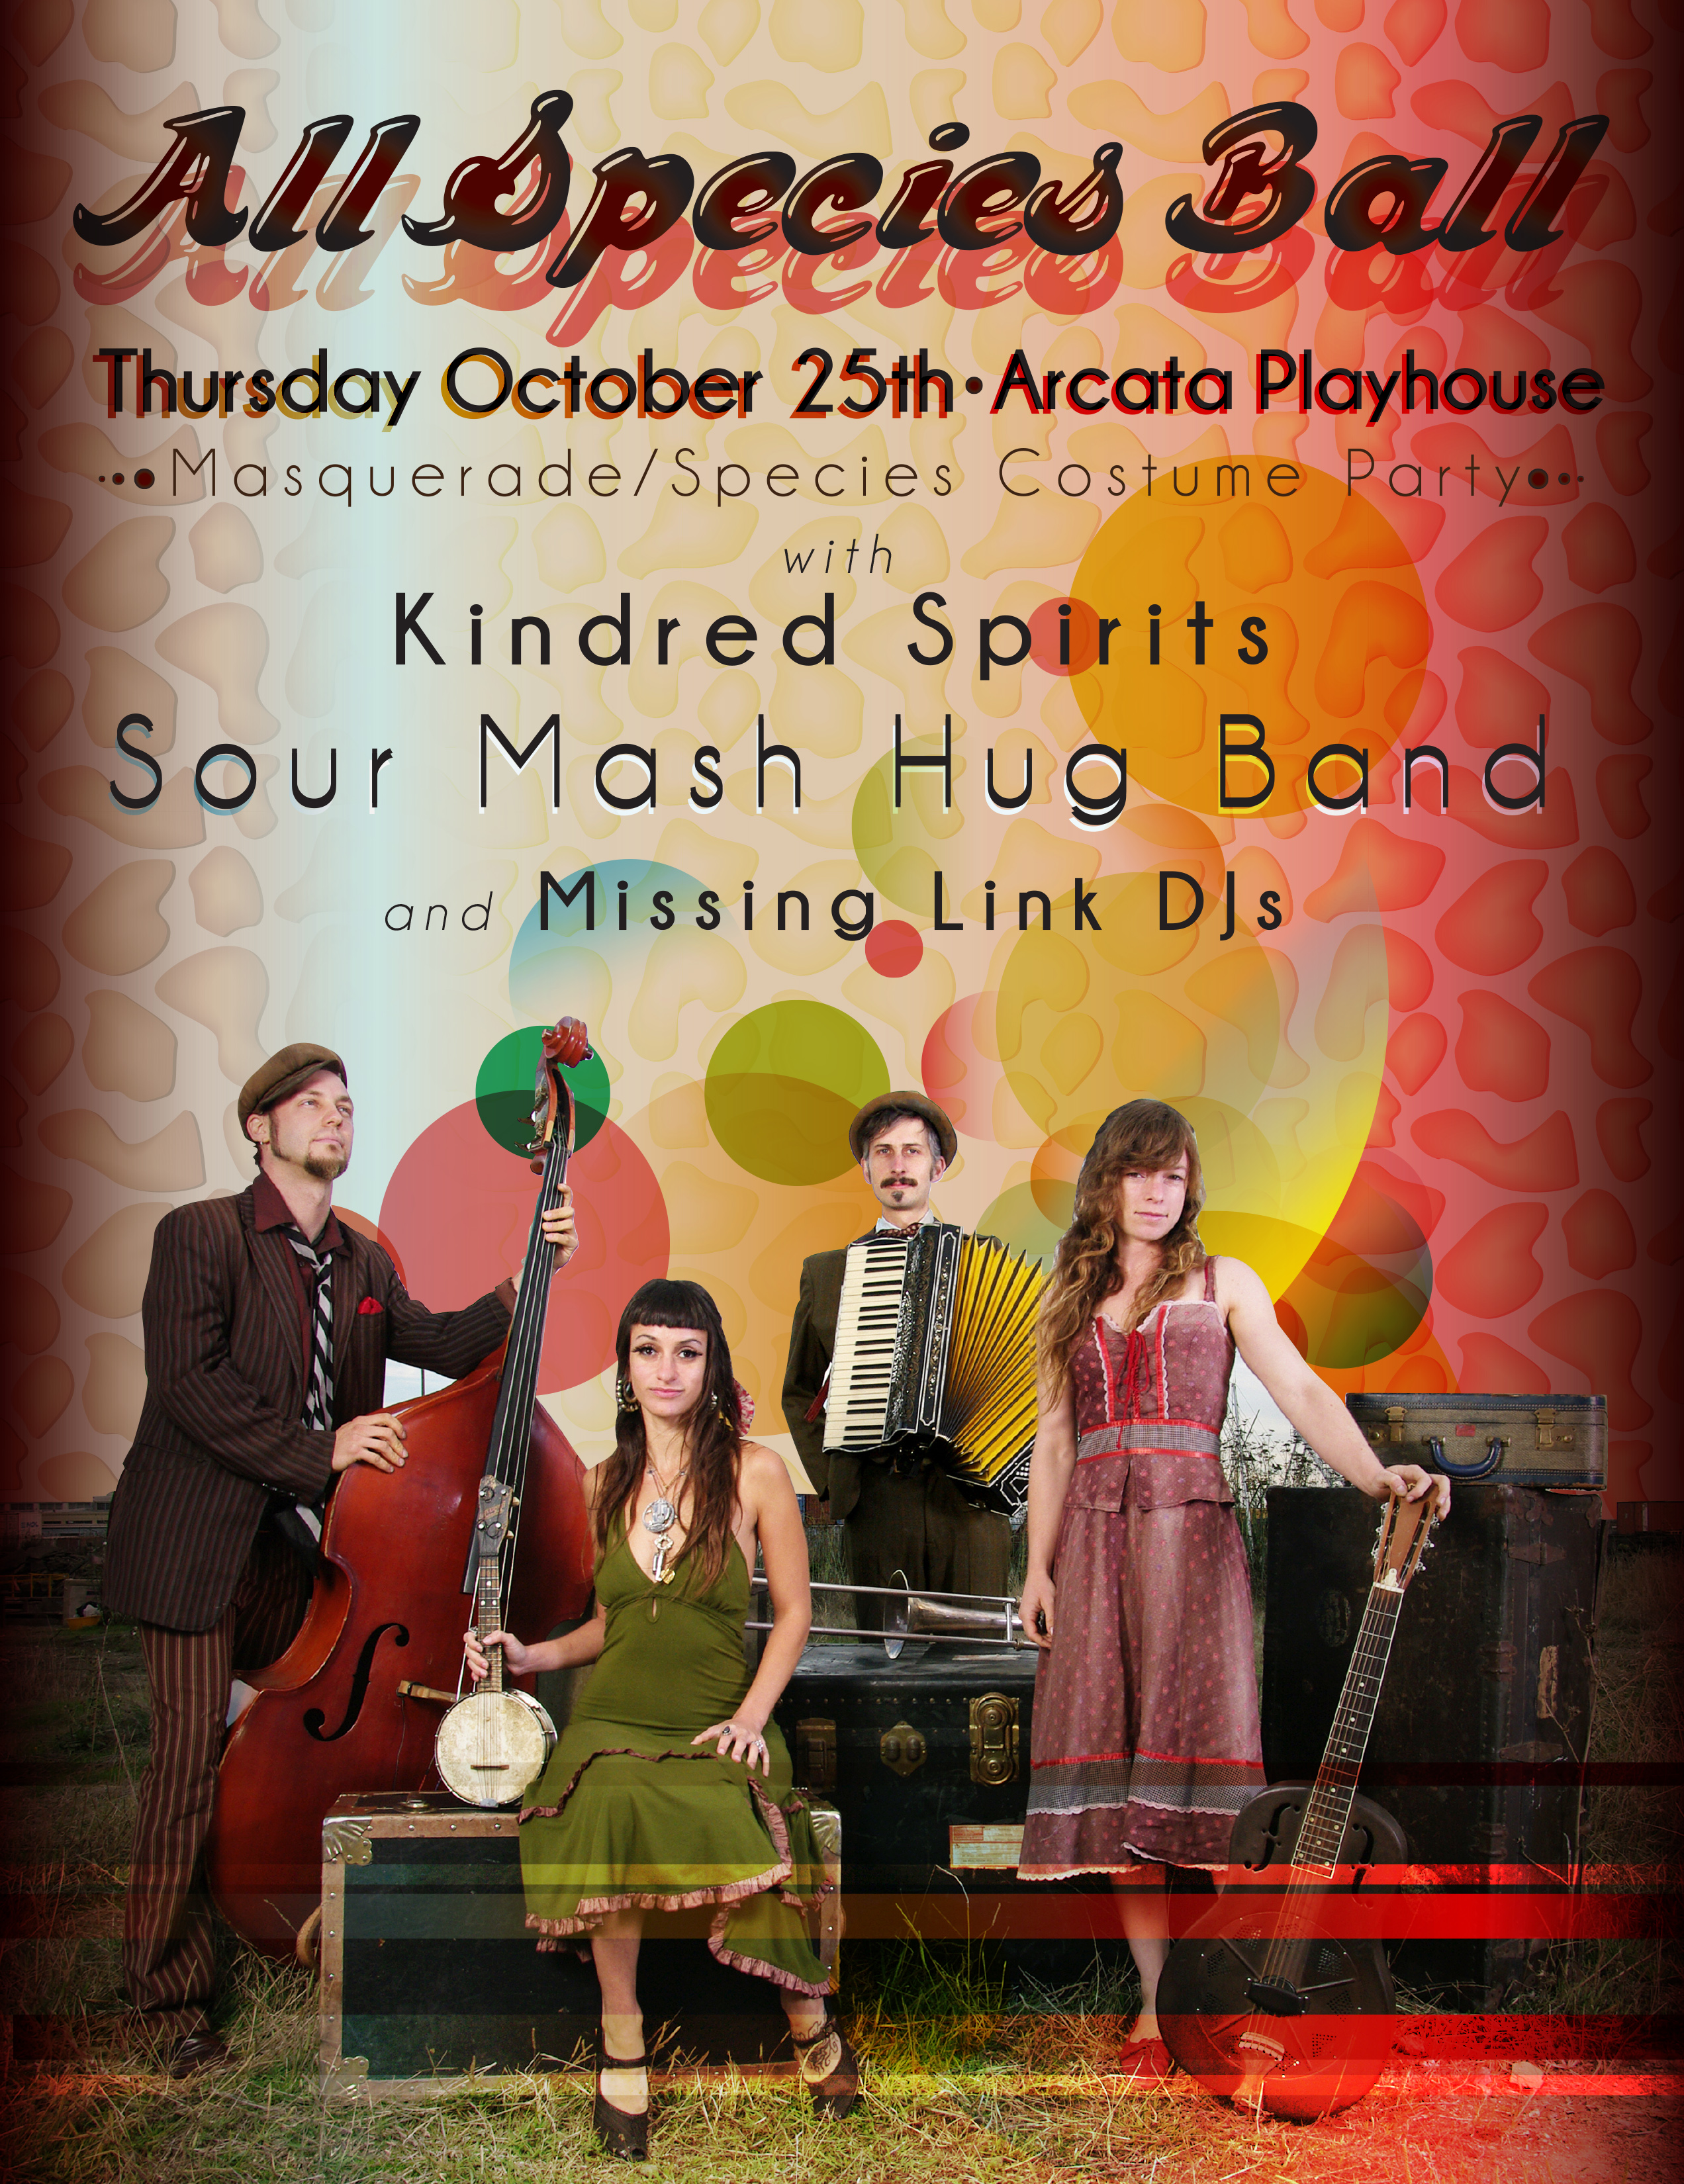 All Species Ball
Thursday October 25th • Arcata Playhouse
Masquerade/Species Costume Party
with
Kindred Spirits
Sour Mash Hug Band
and Missing Link DJs